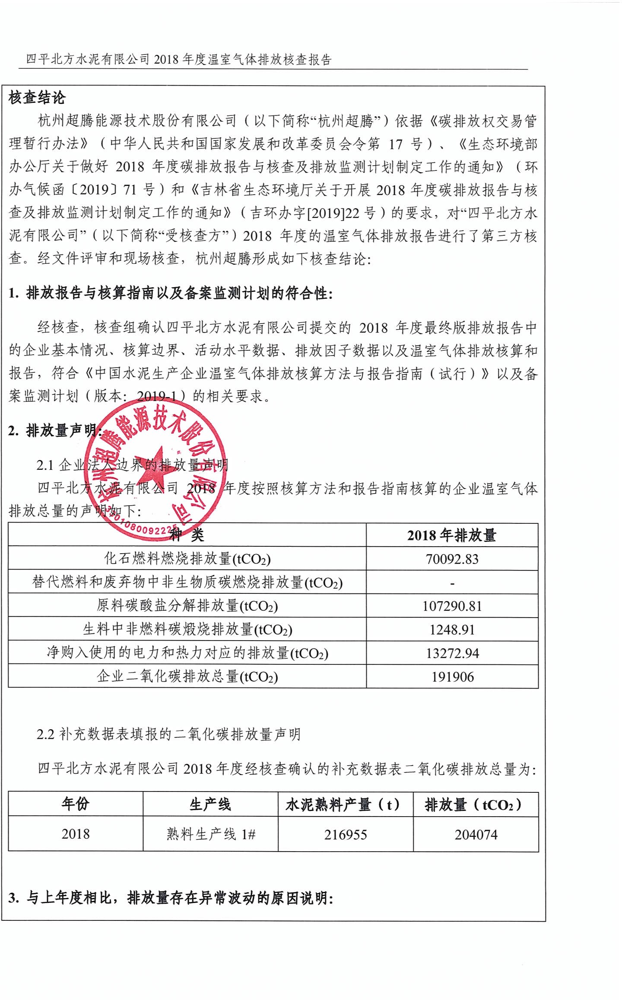 四平北方水泥有限公司 2018 年度温室气体排放核查报告
核查结论
杭州超腾能源技术股份有限公司（以下简称“杭州超腾”）依据《碳排放权交易管
理暂行办法》（中华人民共和国国家发展和改革委员会令第 17 号）、《生态环境部
办公厅关于做好 2018 年度碳排放报告与核查及排放监测计划制定工作的通知》（环
办气候函〔2019〕71 号）和《吉林省生态环境厅关于开展 2018 年度碳排放报告与核
查及排放监测计划制定工作的通知》（吉环办字[2019]22 号）的要求，对“四平北方水
泥有限公司”（以下简称“受核查方”）2018 年度的温室气体排放报告进行了第三方核
查。经文件评审和现场核查，杭州超腾形成如下核查结论：
1. 排放报告与核算指南以及备案监测计划的符合性：
经核查，核查组确认四平北方水泥有限公司提交的 2018 年度最终版排放报告中
的企业基本情况、核算边界、活动水平数据、排放因子数据以及温室气体排放核算和
报告，符合《中国水泥生产企业温室气体排放核算方法与报告指南（试行）》以及备
案监测计划（版本：2019-1）的相关要求。
2. 排放量声明：
杭州超腾能源技术股份有限公司
3301080092225
2.1 企业法人边界的排放量声明
四平北方水泥有限公司 2018 年度按照核算方法和报告指南核算的企业温室气体
排放总量的声明如下：
种 类 2018 年排放量
化石燃料燃烧排放量(tCO₂) 70092.83
替代燃料和废弃物中非生物质碳燃烧排放量(tCO₂) -
原料碳酸盐分解排放量(tCO₂) 107290.81
生料中非燃料碳煅烧排放量(tCO₂) 1248.91
净购入使用的电力和热力对应的排放量(tCO₂) 13272.94
企业二氧化碳排放总量(tCO₂) 191906
2.2 补充数据表填报的二氧化碳排放量声明
四平北方水泥有限公司 2018 年度经核查确认的补充数据表二氧化碳排放总量为：
年份 生产线 水泥熟料产量（t） 排放量（tCO₂）
2018 熟料生产线 1# 216955 204074
3. 与上年度相比，排放量存在异常波动的原因说明：